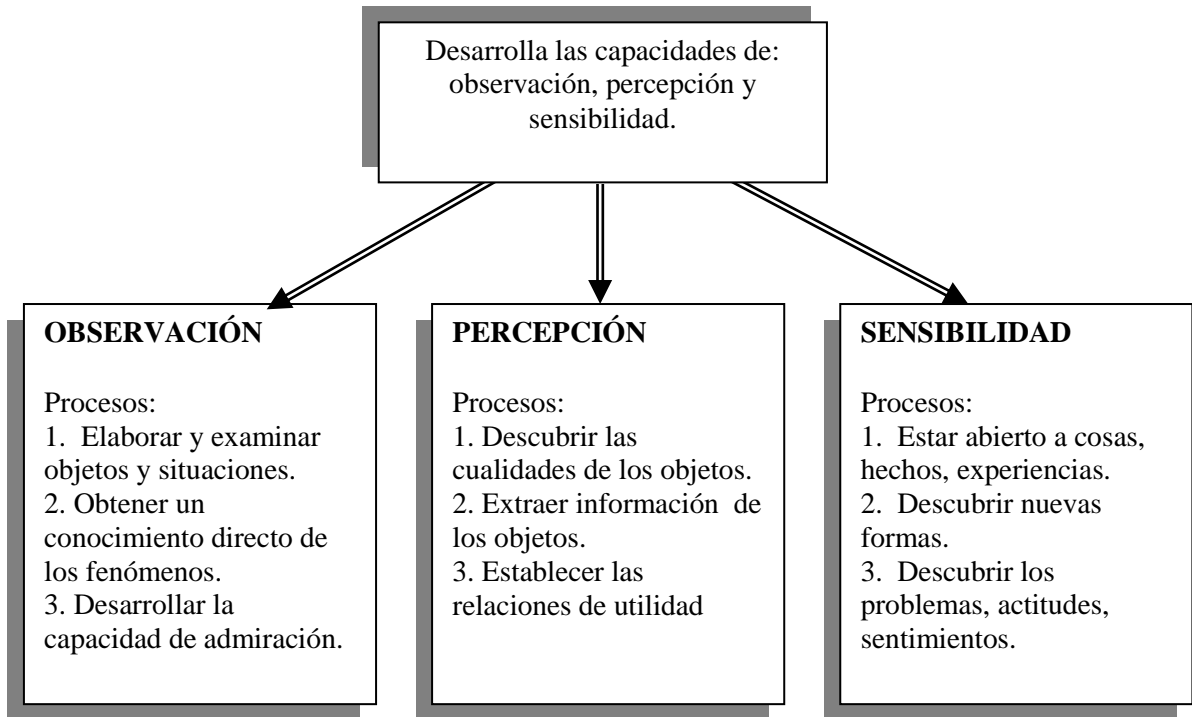 Desarrolla las capacidades de:
observación, percepción y
sensibilidad.
OBSERVACIÓN
Procesos:
1. Elaborar y examinar
objetos y situaciones.
2. Obtener un
conocimiento directo de
los fenómenos.
3. Desarrollar la
capacidad de admiración.
PERCEPCIÓN
Procesos:
1. Descubrir las
cualidades de los objetos.
2. Extraer información de
los objetos.
3. Establecer las
relaciones de utilidad
SENSIBILIDAD
Procesos:
1. Estar abierto a cosas,
hechos, experiencias.
2. Descubrir nuevas
formas.
3. Descubrir los
problemas, actitudes,
sentimientos.